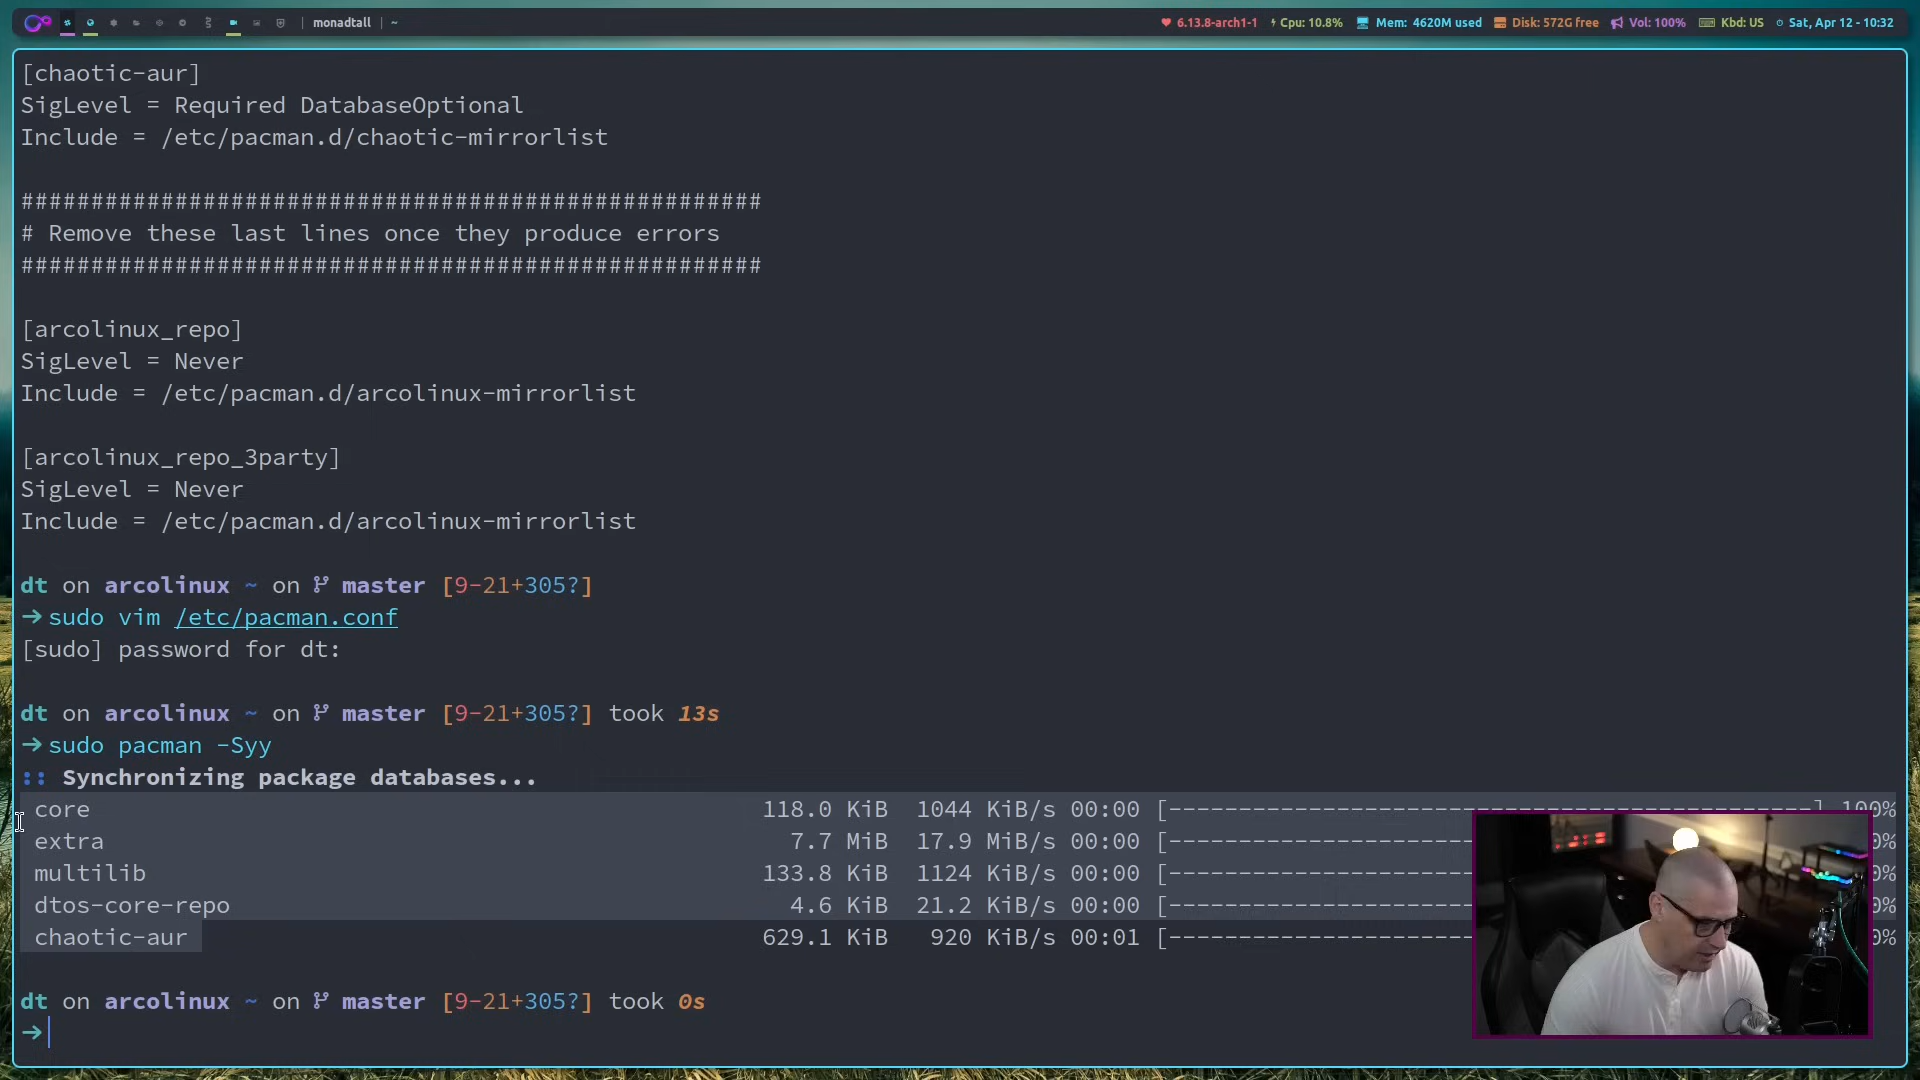 monadtall | ~ 6.13.8-arch1-1 Cpu: 10.8% Mem: 4620M used Disk: 572G free Vol: 100% Kbd: US Sat, Apr 12 - 10:32
[chaotic-aur]
SigLevel = Required DatabaseOptional
Include = /etc/pacman.d/chaotic-mirrorlist
#####################################################
# Remove these last lines once they produce errors
#####################################################
[arcolinux_repo]
SigLevel = Never
Include = /etc/pacman.d/arcolinux-mirrorlist
[arcolinux_repo_3party]
SigLevel = Never
Include = /etc/pacman.d/arcolinux-mirrorlist
dt on arcolinux ~ on master [9-21+305?]
→ sudo vim /etc/pacman.conf
[sudo] password for dt:
dt on arcolinux ~ on master [9-21+305?] took 13s
→ sudo pacman -Syy
:: Synchronizing package databases...
core 118.0 KiB 1044 KiB/s 00:00 [----------------------------------------------] 100%
extra 7.7 MiB 17.9 MiB/s 00:00 [----------------------
multilib 133.8 KiB 1124 KiB/s 00:00 [----------------------
dtos-core-repo 4.6 KiB 21.2 KiB/s 00:00 [----------------------
chaotic-aur 629.1 KiB 920 KiB/s 00:01 [----------------------
dt on arcolinux ~ on master [9-21+305?] took 0s
→